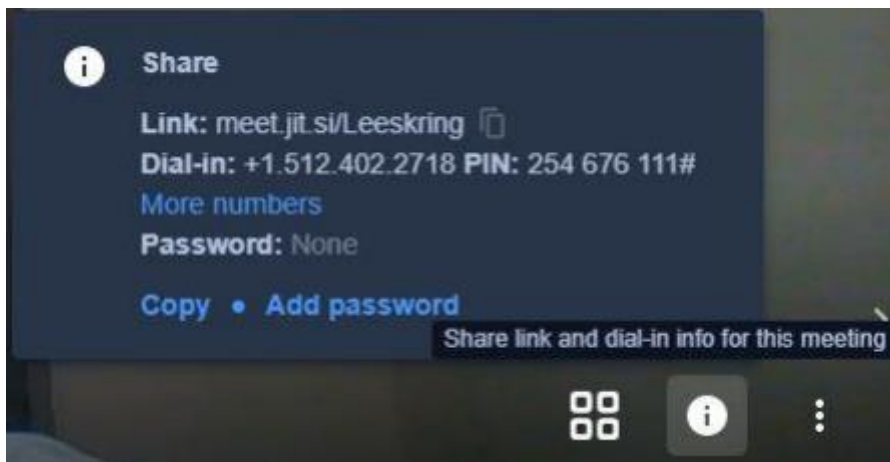 Share
Link: meet.jit.si/Leeskring
Dial-in: +1.512.402.2718 PIN: 254 676 111#
More numbers
Password: None
Copy • Add password
Share link and dial-in info for this meeting